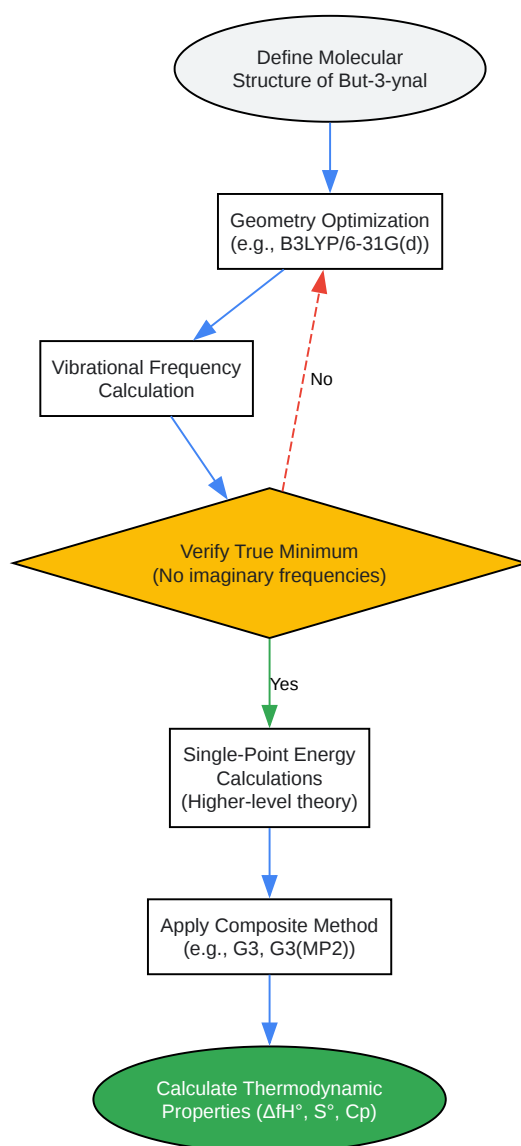 Define Molecular
Structure of But-3-ynal
Geometry Optimization
(e.g., B3LYP/6-31G(d))
Vibrational Frequency
Calculation
No
Verify True Minimum
(No imaginary frequencies)
Yes
Single-Point Energy
Calculations
(Higher-level theory)
Apply Composite Method
(e.g., G3, G3(MP2))
Calculate Thermodynamic
Properties (ΔfH°, S°, Cp)